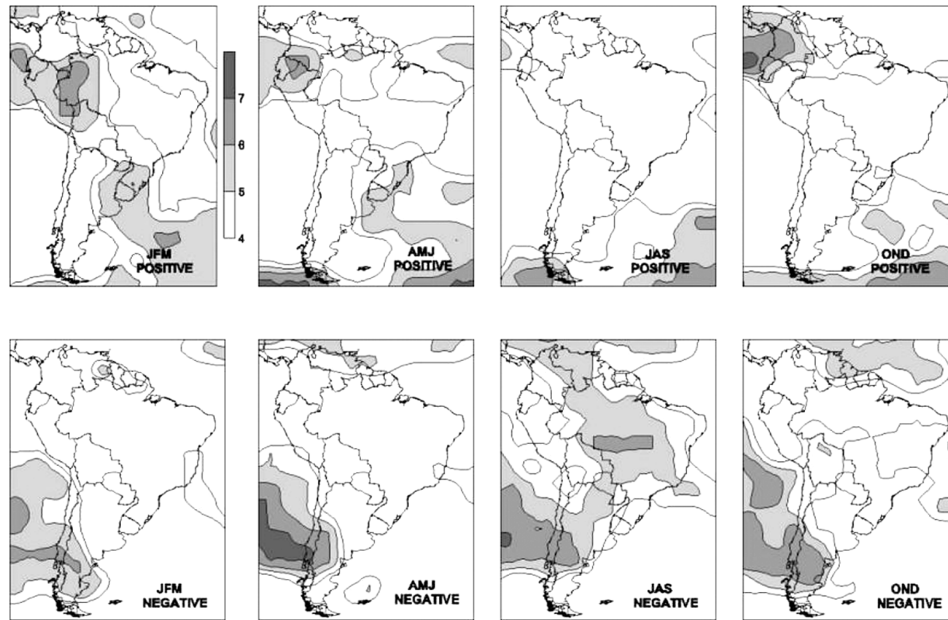 7
6
5
4
JFM
POSITIVE
AMJ
POSITIVE
JAS
POSITIVE
OND
POSITIVE
JFM
NEGATIVE
4
AMJ
NEGATIVE
JAS
NEGATIVE
OND
NEGATIVE